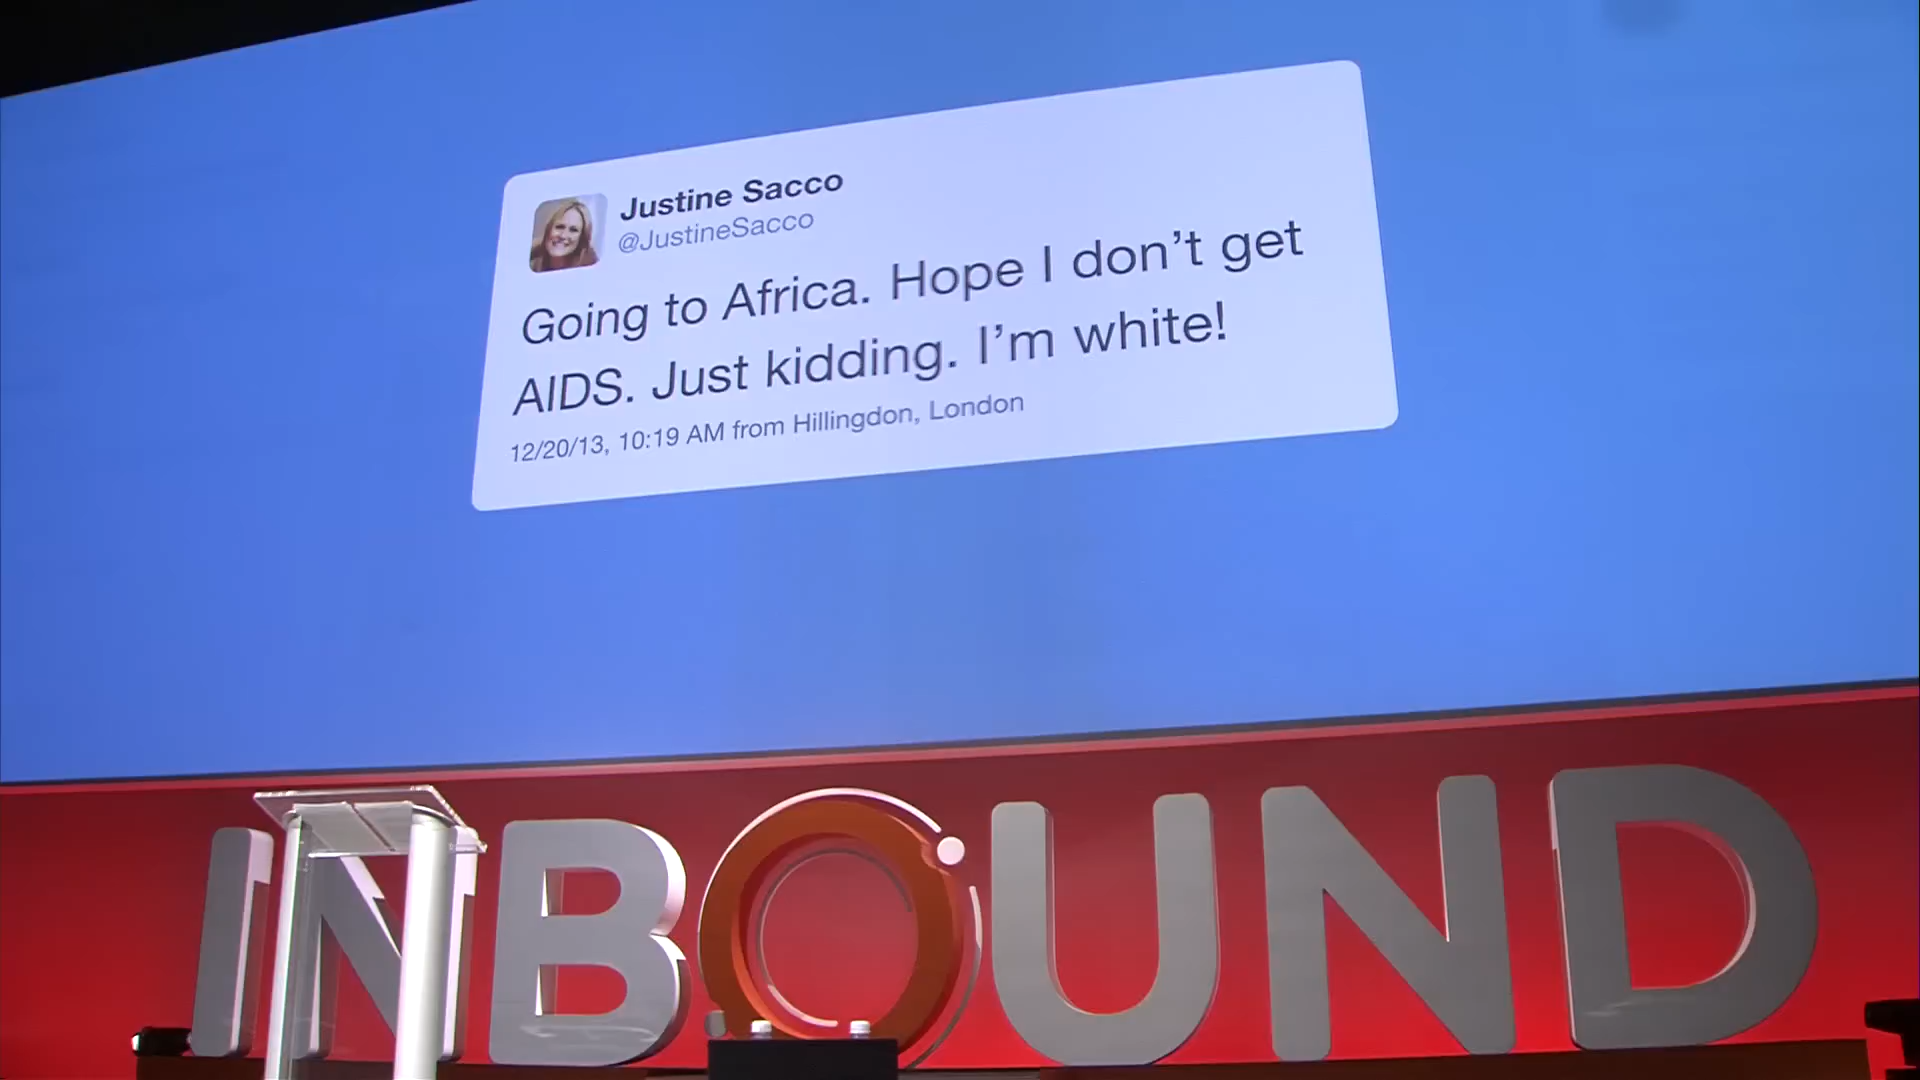 Justine Sacco
@JustineSacco
Going to Africa. Hope I don’t get
AIDS. Just kidding. I’m white!
12/20/13, 10:19 AM from Hillingdon, London
INBOUND